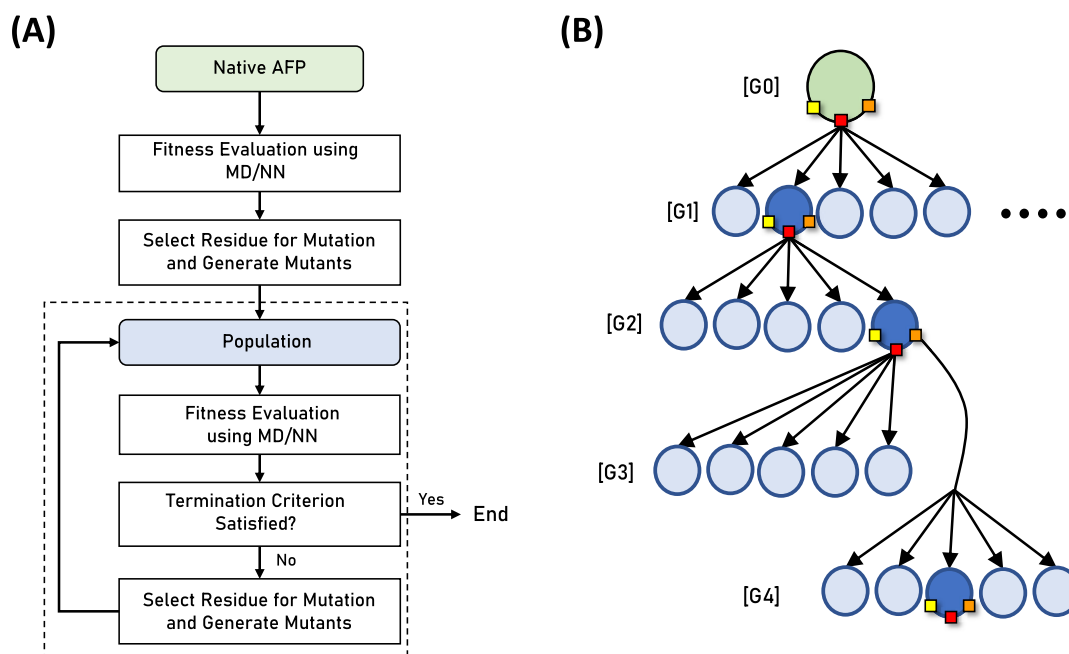 (A)
Native AFP
Fitness Evaluation using
MD/NN
Select Residue for Mutation
and Generate Mutants
Population
Fitness Evaluation
using MD/NN
Termination Criterion
Satisfied?
Yes
End
No
Select Residue for Mutation
and Generate Mutants
(B)
[G0]
[G1]
[G2]
[G3]
[G4]